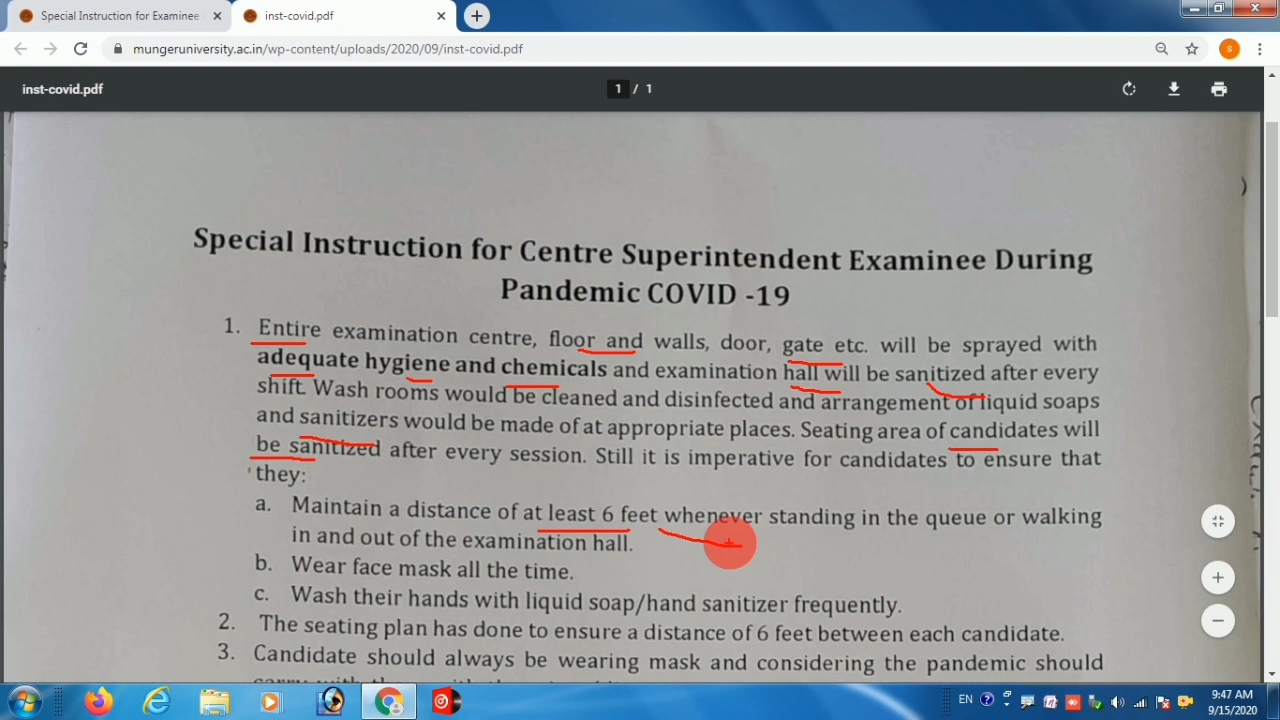 Special Instruction for Examinee
inst-covid.pdf
mungeruniversity.ac.in/wp-content/uploads/2020/09/inst-covid.pdf
S
inst-covid.pdf
1 / 1
Special Instruction for Centre Superintendent Examinee During
Pandemic COVID -19
1. Entire examination centre, floor and walls, door, gate etc. will be sprayed with
adequate hygiene and chemicals and examination hall will be sanitized after every
shift. Wash rooms would be cleaned and disinfected and arrangement of liquid soaps
and sanitizers would be made of at appropriate places. Seating area of candidates will
be sanitized after every session. Still it is imperative for candidates to ensure that
they:
a. Maintain a distance of at least 6 feet whenever standing in the queue or walking
in and out of the examination hall.
b. Wear face mask all the time.
c. Wash their hands with liquid soap/hand sanitizer frequently.
2. The seating plan has done to ensure a distance of 6 feet between each candidate.
3. Candidate should always be wearing mask and considering the pandemic should
EN
9:47 AM
9/15/2020